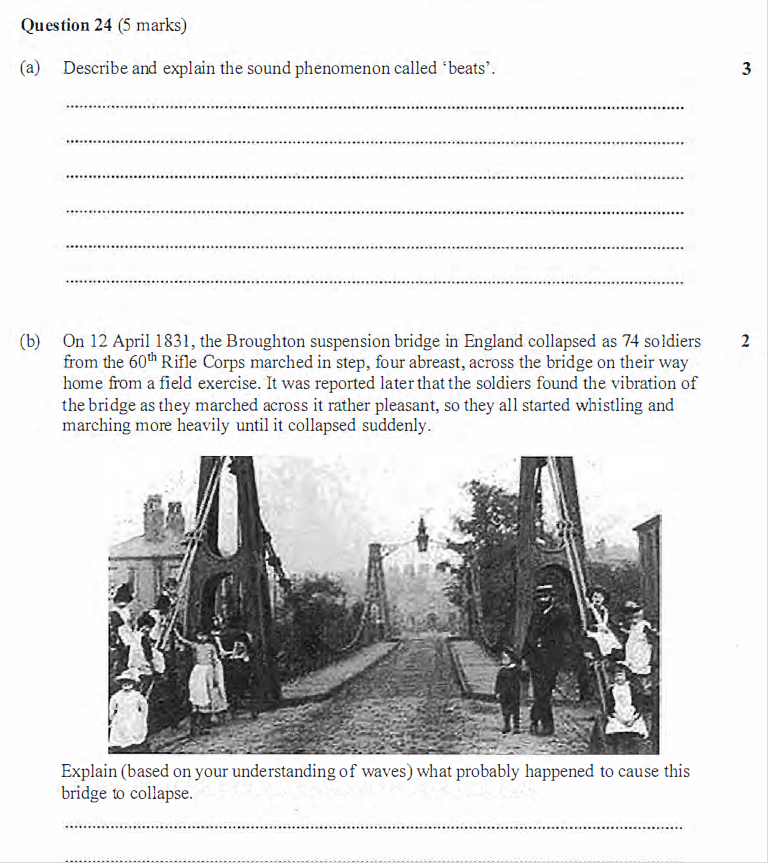 Question 24 (5 marks)
(a) Describe and explain the sound phenomenon called ‘beats’. 3
(b) On 12 April 1831, the Broughton suspension bridge in England collapsed as 74 soldiers 2
from the 60th Rifle Corps marched in step, four abreast, across the bridge on their way
home from a field exercise. It was reported later that the soldiers found the vibration of
the bridge as they marched across it rather pleasant, so they all started whistling and
marching more heavily until it collapsed suddenly.
Explain (based on your understanding of waves) what probably happened to cause this
bridge to collapse.